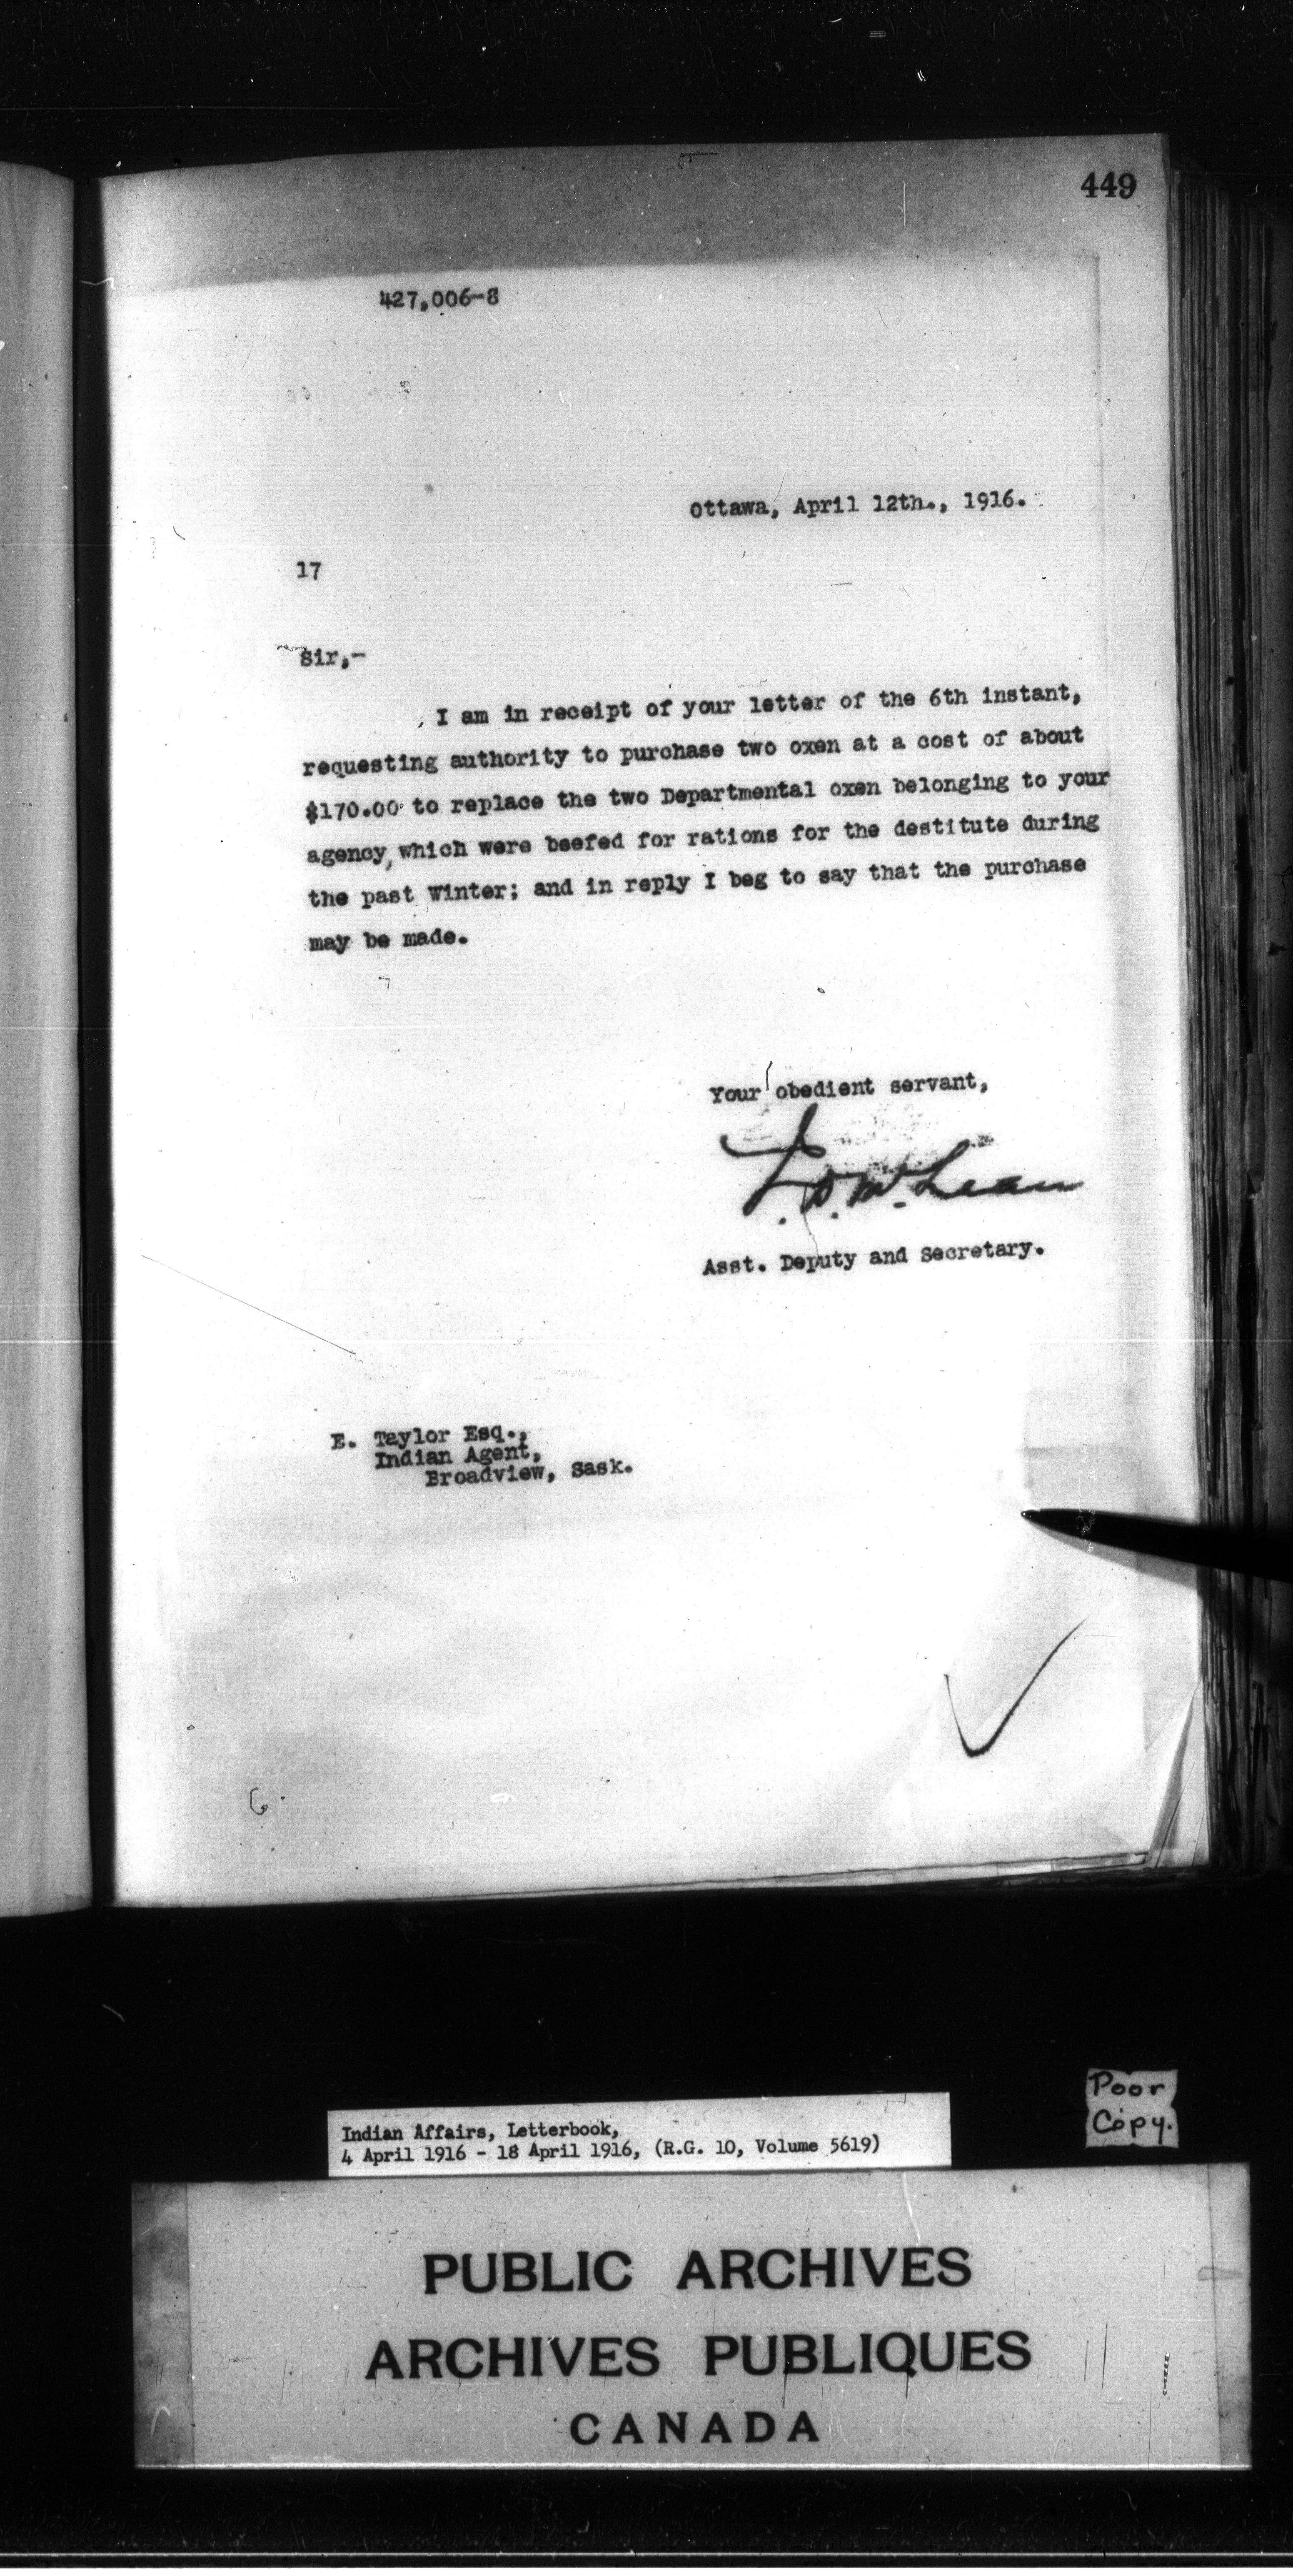 449
427,006-8
Ottawa, April 12th., 1916.
17
Sir,-
I am in receipt of your letter of the 6th instant,
requesting authority to purchase two oxen at a cost of about
$170.00 to replace the two Departmental oxen belonging to your
agency, which were beefed for rations for the destitute during
the past Winter; and in reply I beg to say that the purchase
may be made.
Your obedient servant,
J. D. McLean
Asst. Deputy and Secretary.
E. Taylor Esq.,
Indian Agent,
Broadview, Sask.
Poor
Copy.
Indian Affairs, Letterbook,
4 April 1916 - 18 April 1916, (R.G. 10, Volume 5619)
PUBLIC ARCHIVES
ARCHIVES PUBLIQUES
CANADA